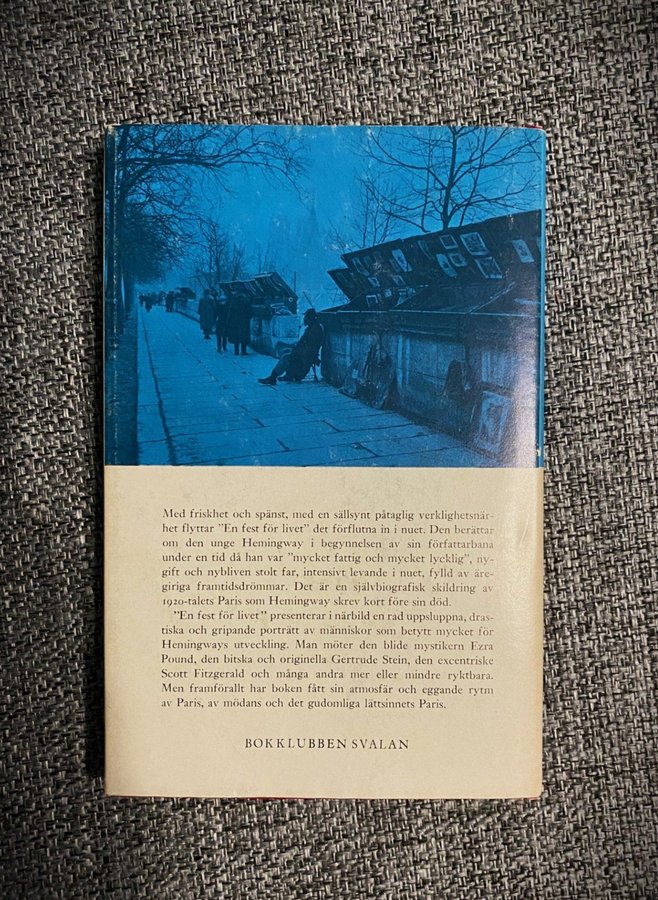 Med friskhet och spänst, med en sällsynt påtaglig verklighetsnär-
het flyttar "En fest för livet" det förflutna in i nuet. Den berättar
om den unge Hemingway i begynnelsen av sin författarbana
under en tid då han var "mycket fattig och mycket lycklig", ny-
gift och nybliven stolt far, intensivt levande i nuet, fylld av äre-
giriga framtidsdrömmar. Det är en självbiografisk skildring av
1920-talets Paris som Hemingway skrev kort före sin död.
"En fest för livet" presenterar i närbild en rad uppsluppna, dras-
tiska och gripande porträtt av människor som betytt mycket för
Hemingways utveckling. Man möter den blide mystikern Ezra
Pound, den bitska och originella Gertrude Stein, den excentriske
Scott Fitzgerald och många andra mer eller mindre ryktbara.
Men framförallt har boken fått sin atmosfär och eggande rytm
av Paris, av mödans och det gudomliga lättsinnets Paris.
BOKKLUBBEN SVALAN